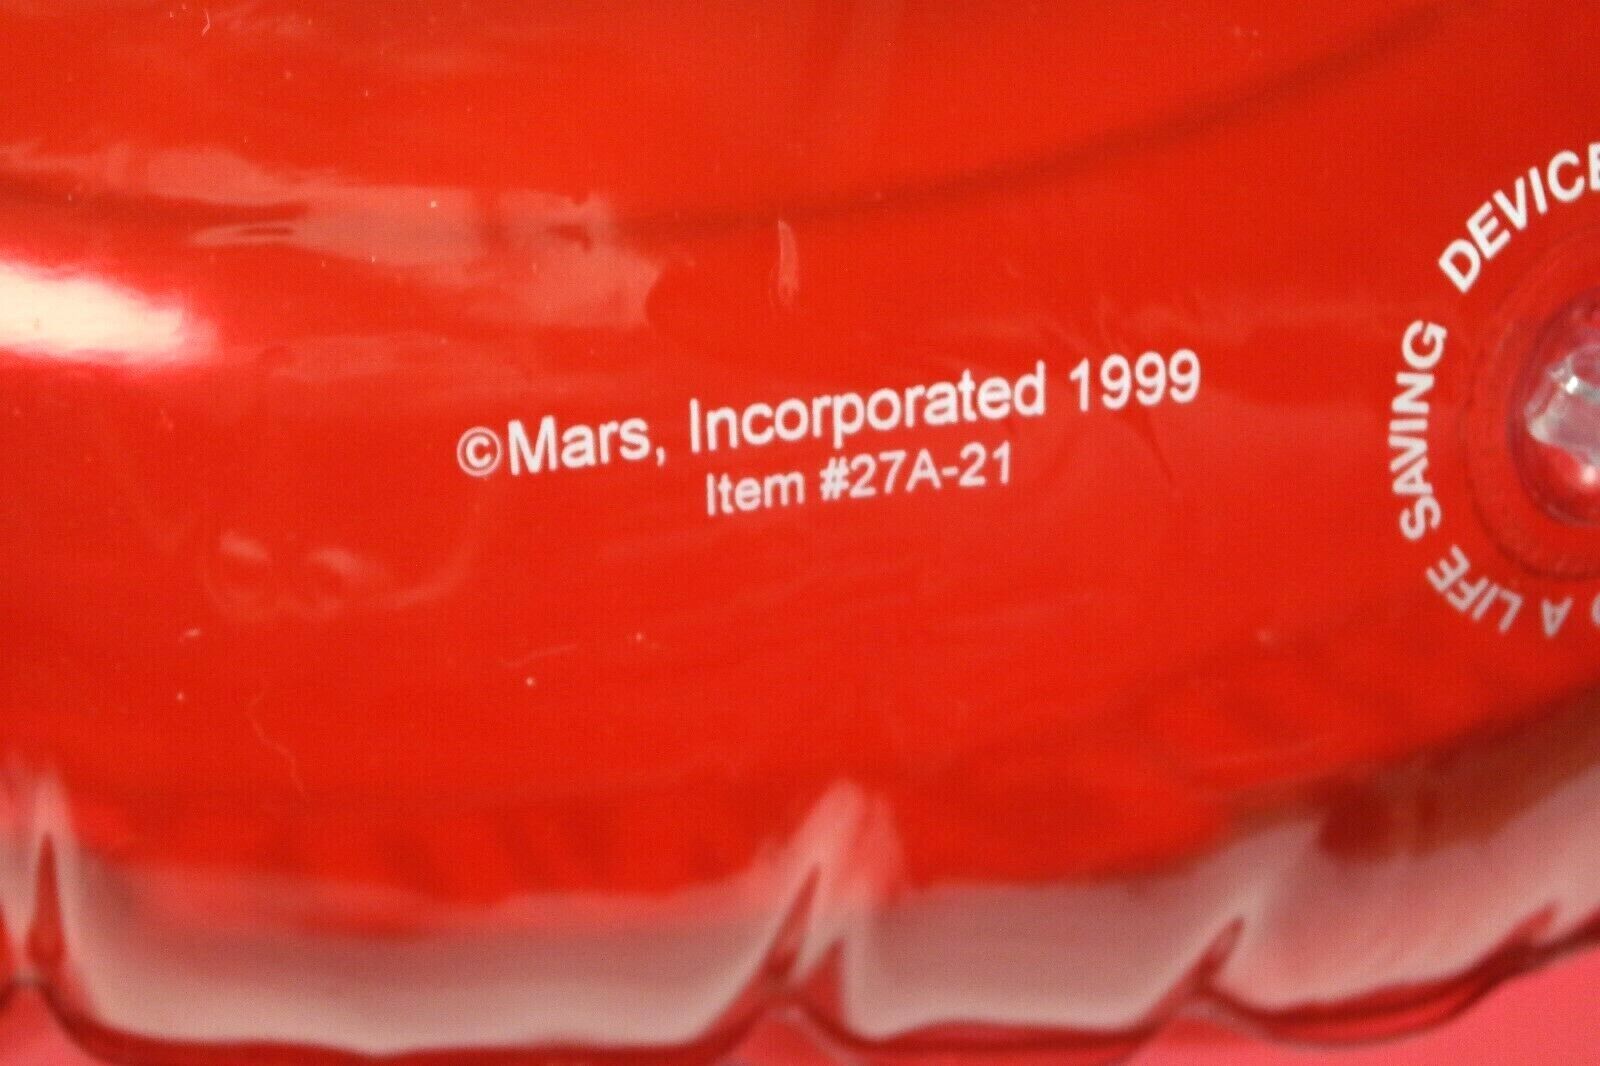 ©Mars, Incorporated 1999
Item #27A-21
A LIFE SAVING DEVICE